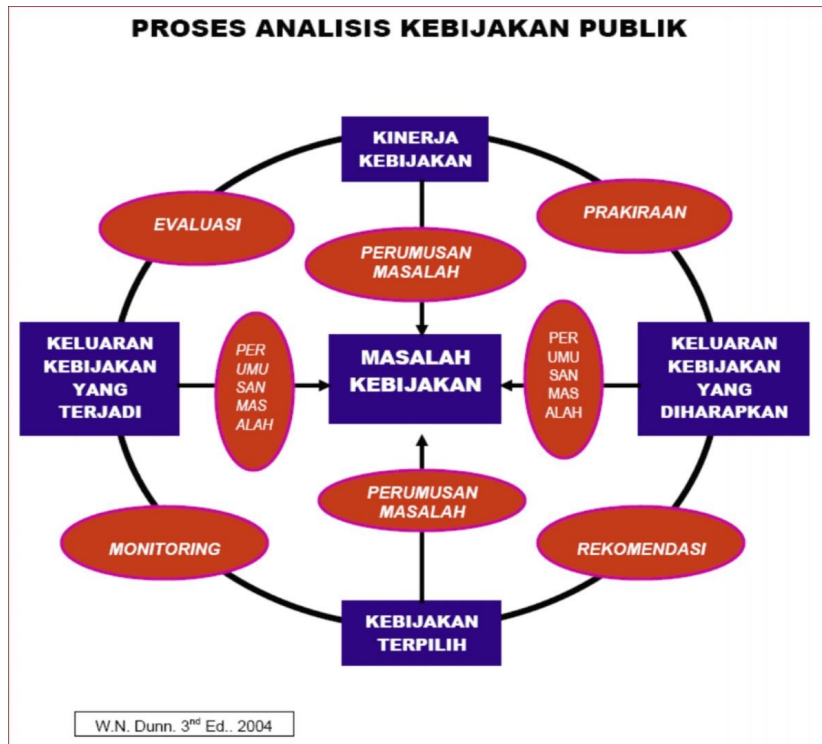 PROSES ANALISIS KEBIJAKAN PUBLIK
KINERJA
KEBIJAKAN
EVALUASI
PRAKIRAAN
PERUMUSAN
MASALAH
KELUARAN
KEBIJAKAN
YANG
TERJADI
PER
UMU
SAN
MAS
ALAH
MASALAH
KEBIJAKAN
PER
UMU
SAN
MAS
ALAH
KELUARAN
KEBIJAKAN
YANG
DIHARAPKAN
PERUMUSAN
MASALAH
MONITORING
REKOMENDASI
KEBIJAKAN
TERPILIH
W.N. Dunn. 3nd Ed.. 2004